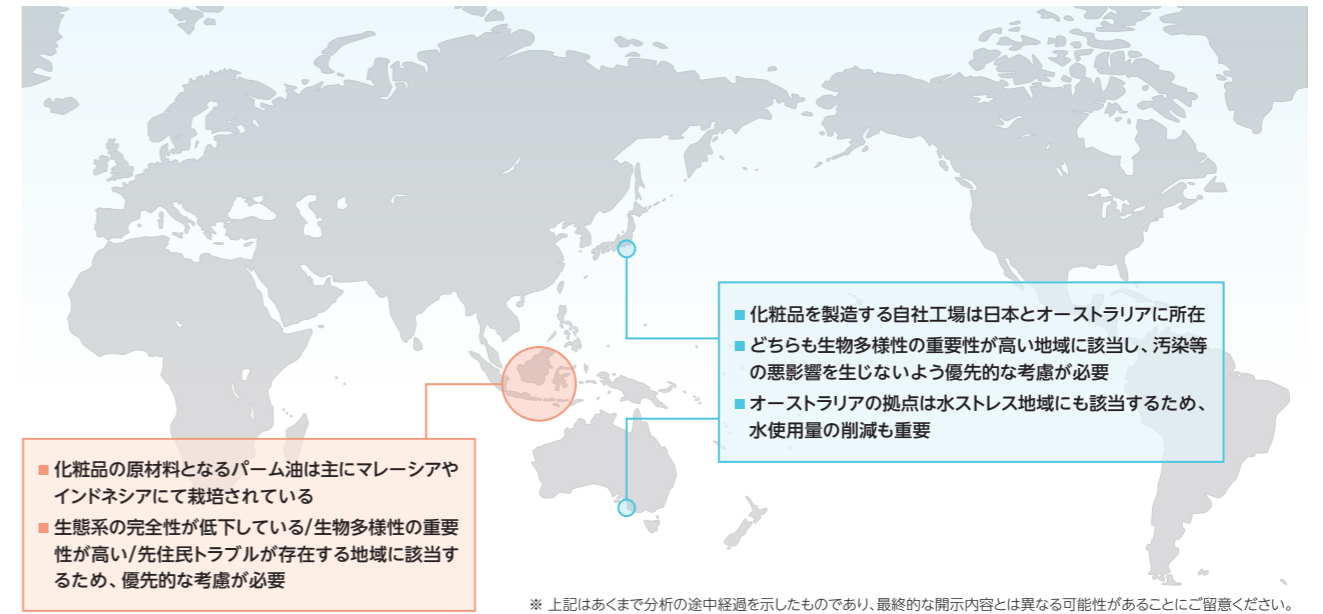 ■ 化粧品を製造する自社工場は日本とオーストラリアに所在
■ どちらも生物多様性の重要性が高い地域に該当し、汚染等
の悪影響を生じないよう優先的な考慮が必要
■ オーストラリアの拠点は水ストレス地域にも該当するため、
水使用量の削減も重要
■ 化粧品の原材料となるパーム油は主にマレーシアや
インドネシアにて栽培されている
■ 生態系の完全性が低下している/生物多様性の重要
性が高い/先住民トラブルが存在する地域に該当す
るため、優先的な考慮が必要
※ 上記はあくまで分析の途中経過を示したものであり、最終的な開示内容とは異なる可能性があることにご留意ください。